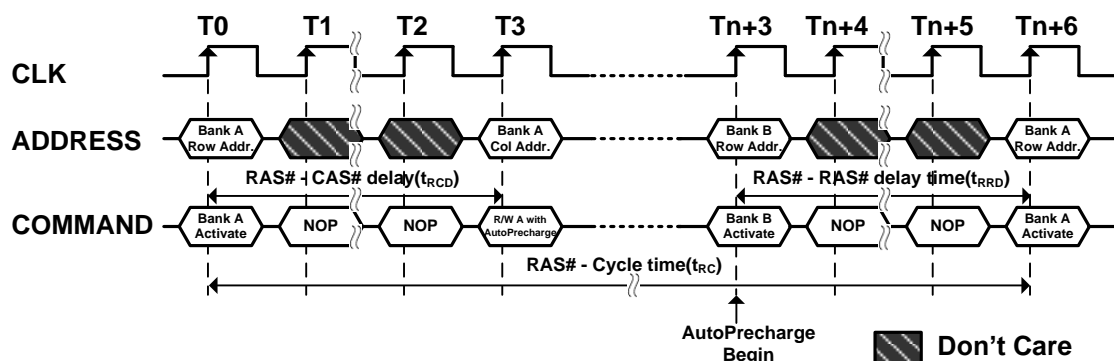 T0 T1 T2 T3 Tn+3 Tn+4 Tn+5 Tn+6
CLK
ADDRESS
Bank A
Row Addr.
Bank A
Col Addr.
Bank B
Row Addr.
Bank A
Row Addr.
RAS# - CAS# delay(tRCD)
RAS# - RAS# delay time(tRRD)
COMMAND
Bank A
Activate
NOP
NOP
R/W A with
AutoPrecharge
Bank B
Activate
NOP
NOP
Bank A
Activate
RAS# - Cycle time(tRC)
AutoPrecharge
Begin
Don't Care